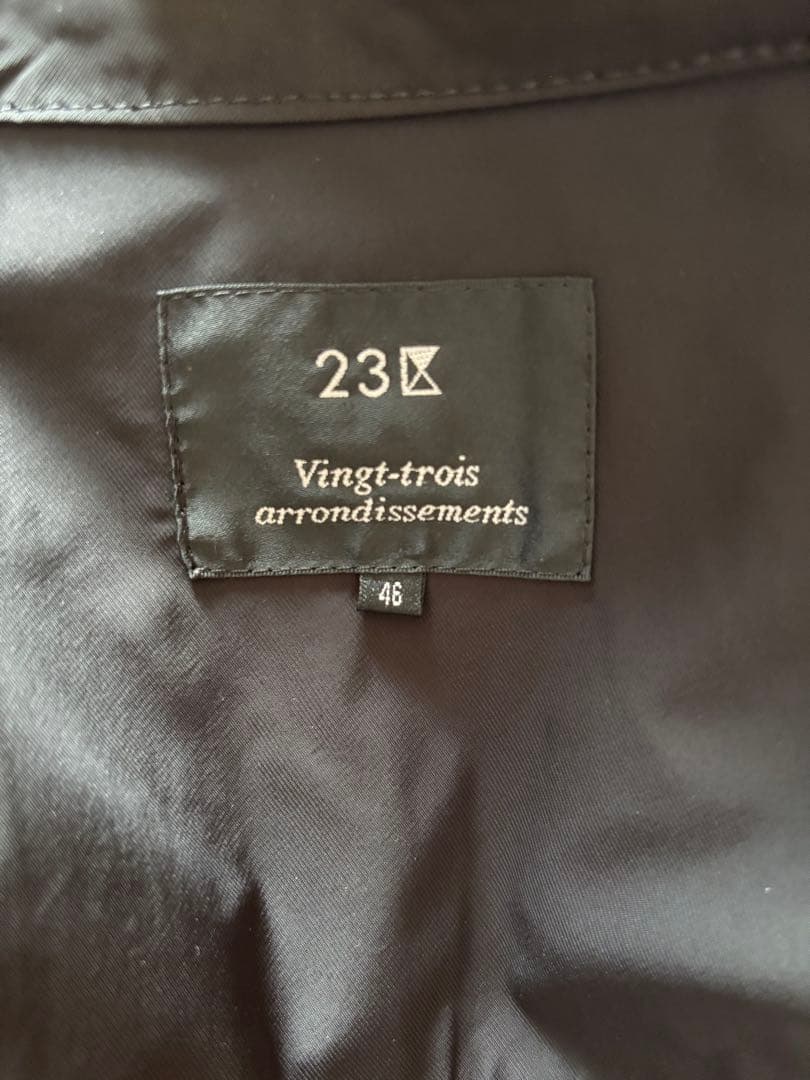 23区
Vingt-trois
arrondissements
46